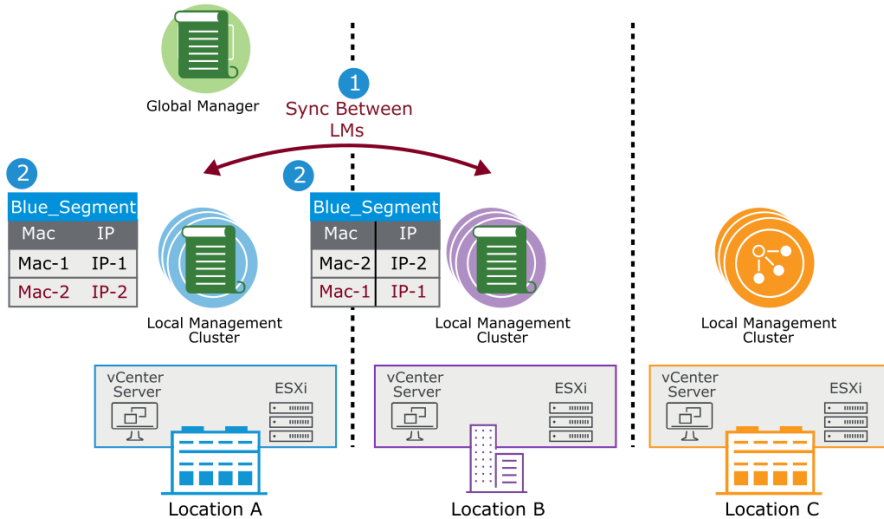 Global Manager
1
Sync Between
LMs
2
Blue_Segment
Mac IP
Mac-1 IP-1
Mac-2 IP-2
2
Blue_Segment
Mac IP
Mac-2 IP-2
Mac-1 IP-1
Local Management
Cluster
Local Management
Cluster
Local Management
Cluster
vCenter
Server
ESXi
vCenter
Server
ESXi
vCenter
Server
ESXi
Location A
Location B
Location C